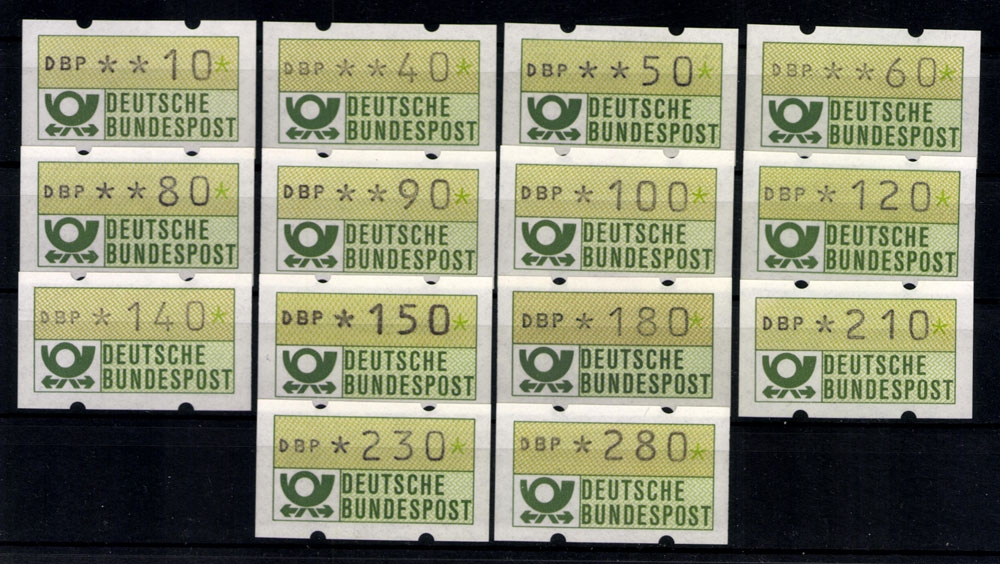 DBP **10*
DEUTSCHE
BUNDESPOST
DBP **40*
DEUTSCHE
BUNDESPOST
DBP **50*
DEUTSCHE
BUNDESPOST
DBP **60*
DEUTSCHE
BUNDESPOST
DBP **80*
DEUTSCHE
BUNDESPOST
DBP **90*
DEUTSCHE
BUNDESPOST
DBP *100*
DEUTSCHE
BUNDESPOST
DBP *120*
DEUTSCHE
BUNDESPOST
DBP *140*
DEUTSCHE
BUNDESPOST
DBP *150*
DEUTSCHE
BUNDESPOST
DBP *180*
DEUTSCHE
BUNDESPOST
DBP *210*
DEUTSCHE
BUNDESPOST
DBP *230*
DEUTSCHE
BUNDESPOST
DBP *280*
DEUTSCHE
BUNDESPOST